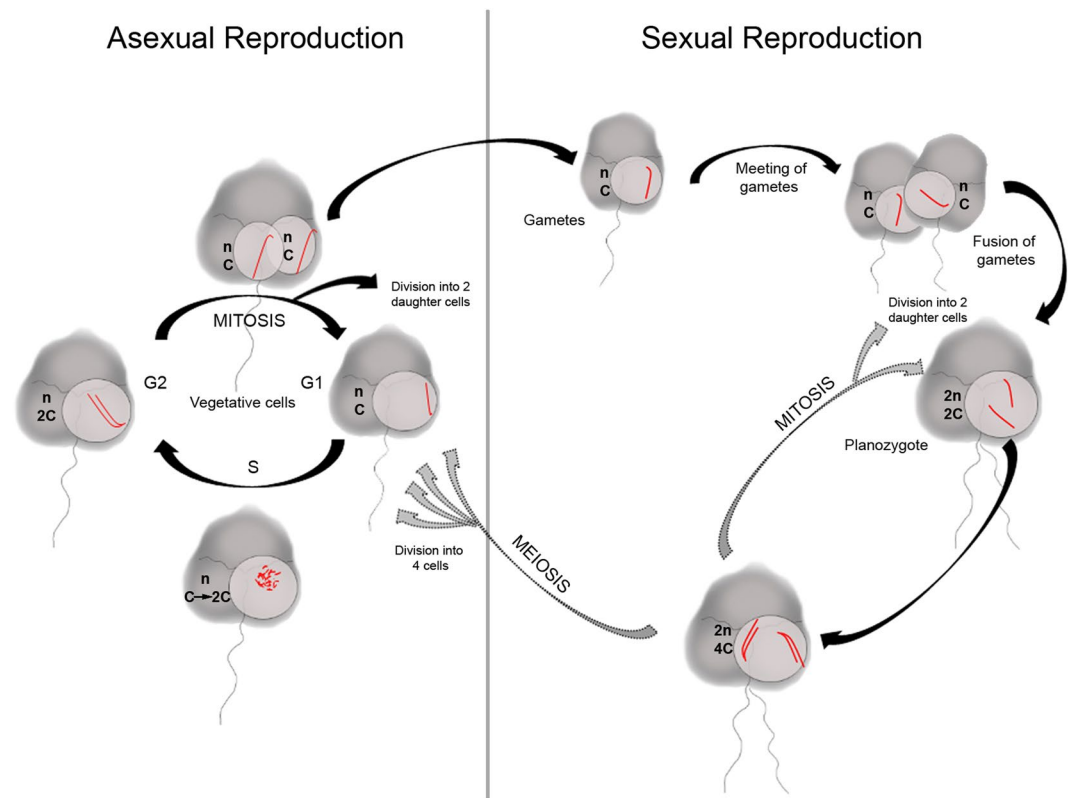 Asexual Reproduction
Sexual Reproduction
n
C
n
C
Division into 2
daughter cells
MITOSIS
G2
G1
Vegetative cells
n
2C
n
C
S
n
C→2C
n
C
Gametes
Meeting of
gametes
n
C
n
C
Fusion of
gametes
Division into 2
daughter cells
MITOSIS
2n
2C
Planozygote
2n
4C
MEIOSIS
Division into
4 cells